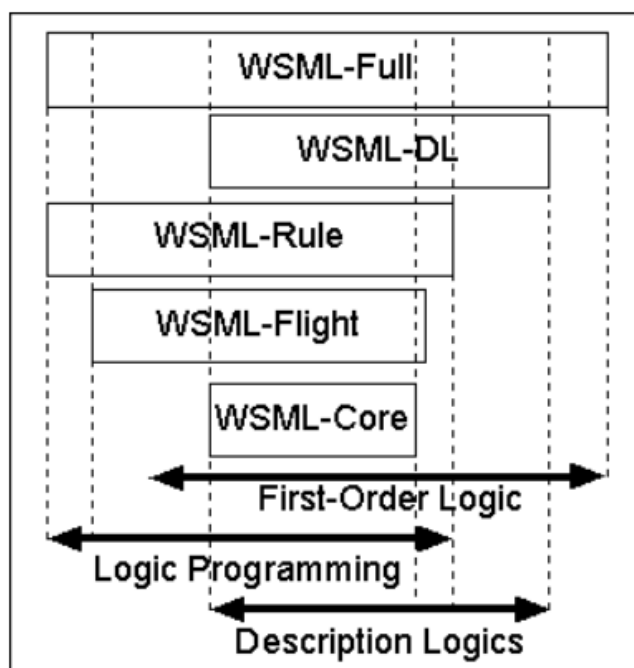 WSML-Full
WSML-DL
WSML-Rule
WSML-Flight
WSML-Core
First-Order Logic
Logic Programming
Description Logics